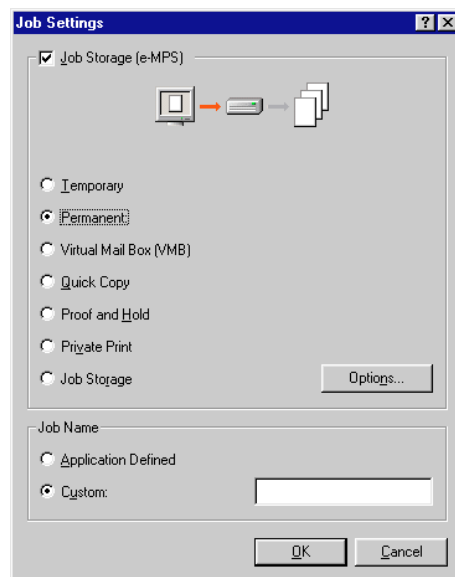 Job Settings
Job Storage (e-MPS)
Temporary
Permanent
Virtual Mail Box (VMB)
Quick Copy
Proof and Hold
Private Print
Job Storage
Options...
Job Name
Application Defined
Custom:
OK
Cancel